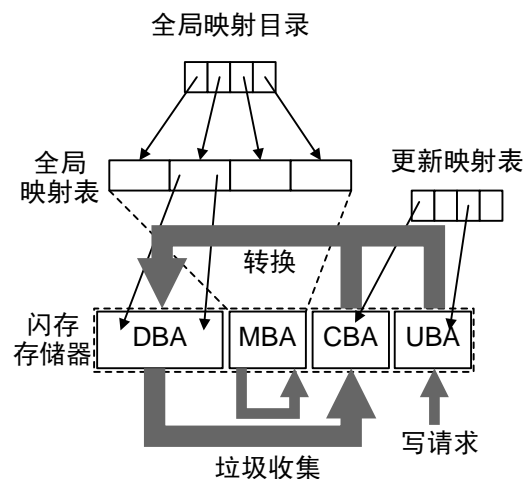 全局映射目录
全局
映射表
更新映射表
转换
闪存
存储器
DBA
MBA
CBA
UBA
写请求
垃圾收集